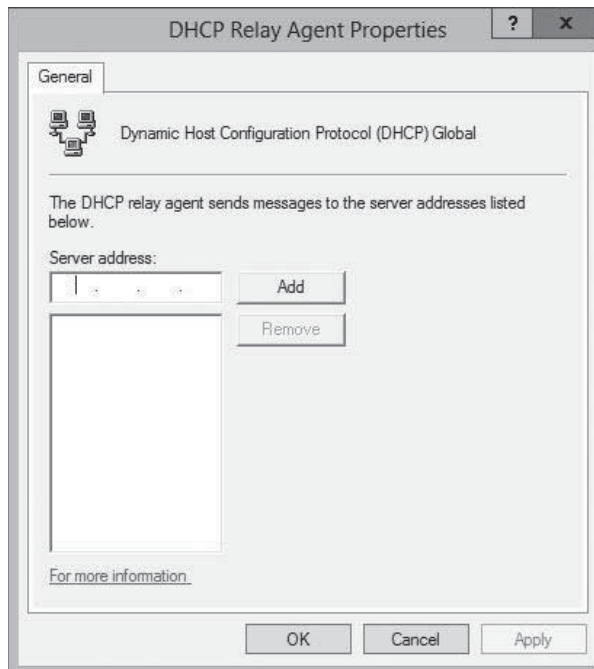 DHCP Relay Agent Properties
? x
General
Dynamic Host Configuration Protocol (DHCP) Global
The DHCP relay agent sends messages to the server addresses listed
below.
Server address:
. . .
Add
Remove
For more information
OK Cancel Apply